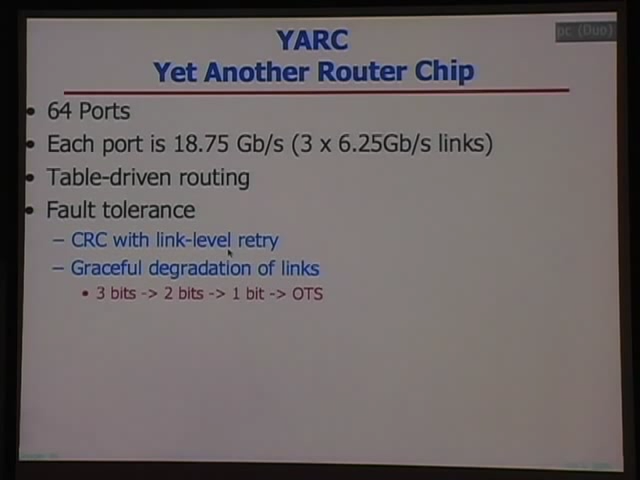 pc (Duo)
YARC
Yet Another Router Chip
• 64 Ports
• Each port is 18.75 Gb/s (3 x 6.25Gb/s links)
• Table-driven routing
• Fault tolerance
– CRC with link-level retry
– Graceful degradation of links
• 3 bits -> 2 bits -> 1 bit -> OTS